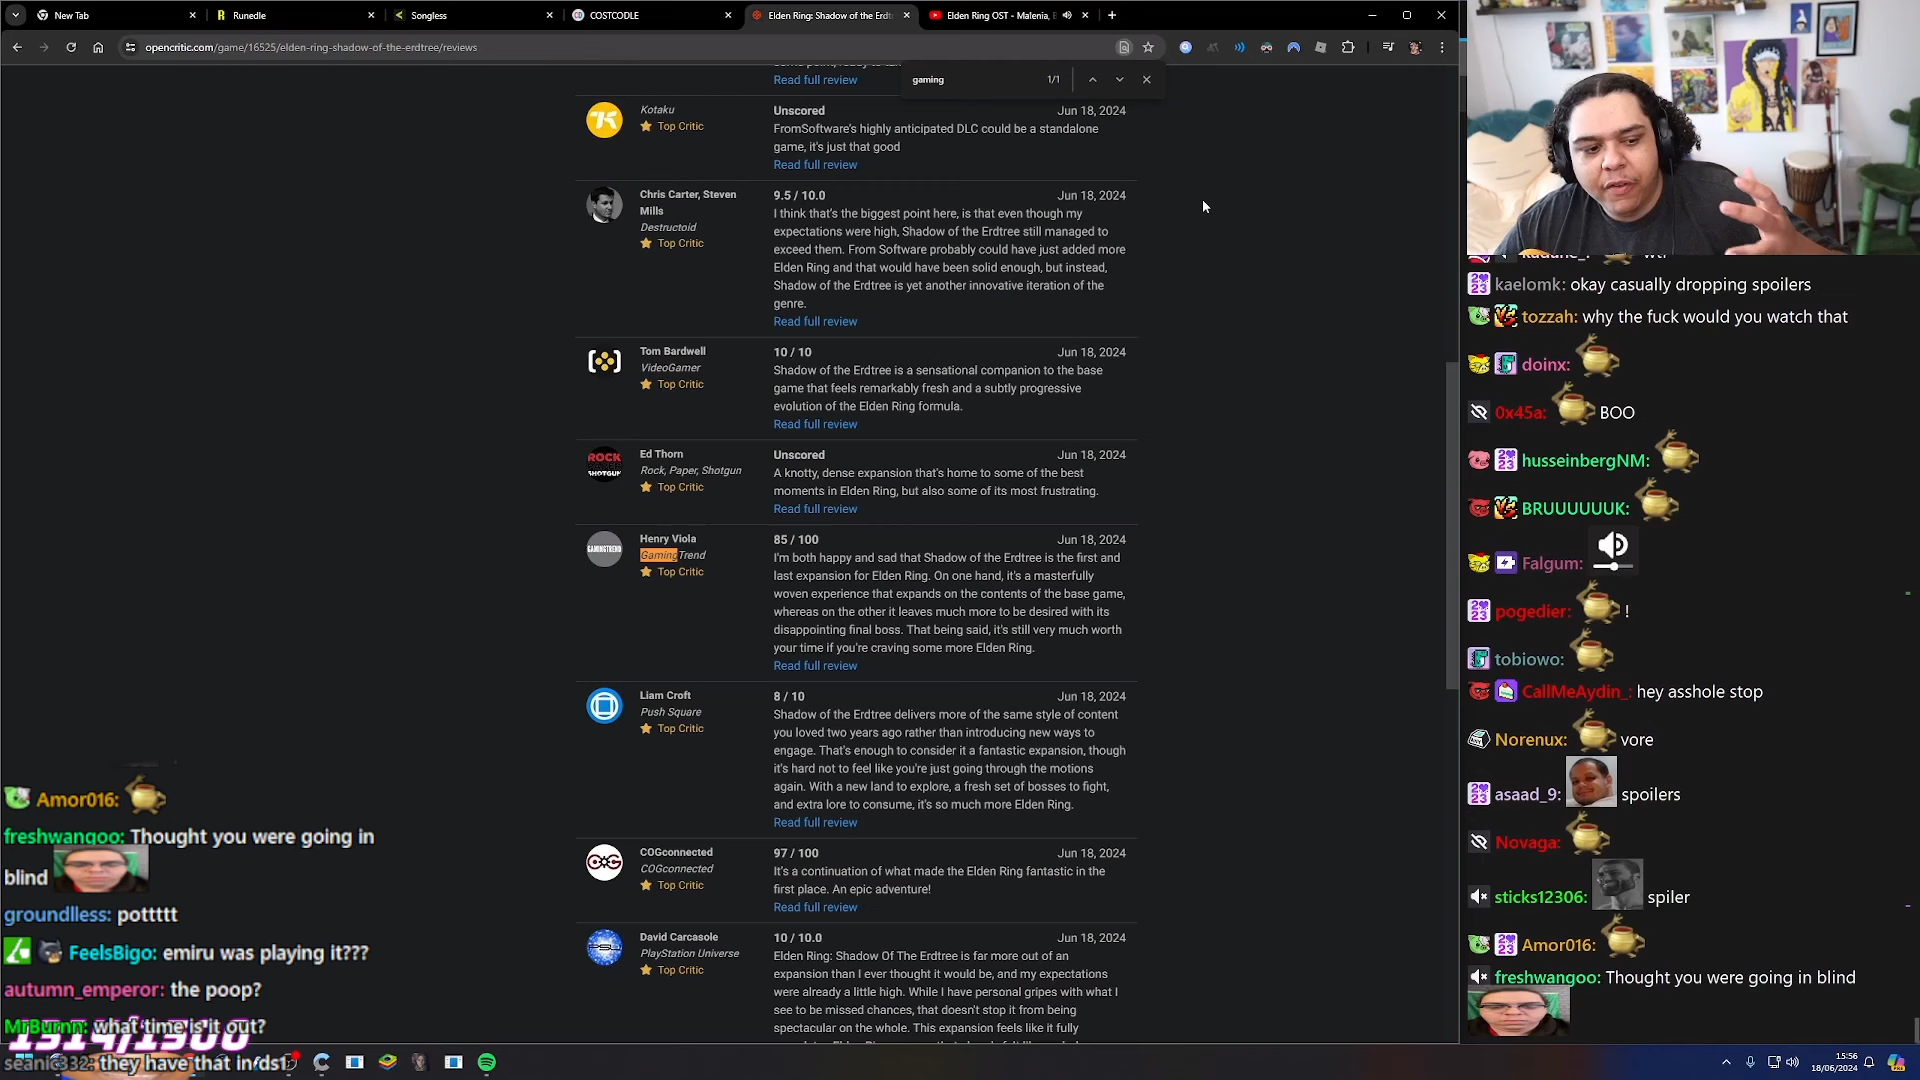 New Tab
Runedle
Songless
COSTCODLE
Elden Ring: Shadow of the Erdt
Elden Ring OST - Malenia,
opencritic.com/game/16525/elden-ring-shadow-of-the-erdtree/reviews
gaming
1/1
Read full review
Kotaku
Top Critic
Unscored
Jun 18, 2024
FromSoftware's highly anticipated DLC could be a standalone
game, it's just that good
Read full review
Chris Carter, Steven
Mills
Destructoid
Top Critic
9.5 / 10.0
Jun 18, 2024
I think that's the biggest point here, is that even though my
expectations were high, Shadow of the Erdtree still managed to
exceed them. From Software probably could have just added more
Elden Ring and that would have been solid enough, but instead,
Shadow of the Erdtree is yet another innovative iteration of the
genre.
Read full review
Tom Bardwell
VideoGamer
Top Critic
10 / 10
Jun 18, 2024
Shadow of the Erdtree is a sensational companion to the base
game that feels remarkably fresh and a subtly progressive
evolution of the Elden Ring formula.
Read full review
ROCK
SHOTGUN
Ed Thorn
Rock, Paper, Shotgun
Top Critic
Unscored
Jun 18, 2024
A knotty, dense expansion that's home to some of the best
moments in Elden Ring, but also some of its most frustrating.
Read full review
GAMINGTREND
Henry Viola
GamingTrend
Top Critic
85 / 100
Jun 18, 2024
I'm both happy and sad that Shadow of the Erdtree is the first and
last expansion for Elden Ring. On one hand, it's a masterfully
woven experience that expands on the contents of the base game,
whereas on the other it leaves much more to be desired with its
disappointing final boss. That being said, it's still very much worth
your time if you're craving some more Elden Ring.
Read full review
Liam Croft
Push Square
Top Critic
8 / 10
Jun 18, 2024
Shadow of the Erdtree delivers more of the same style of content
you loved two years ago rather than introducing new ways to
engage. That's enough to consider it a fantastic expansion, though
it's hard not to feel like you're just going through the motions
again. With a new land to explore, a fresh set of bosses to fight,
and extra lore to consume, it's so much more Elden Ring.
Read full review
COG
COGconnected
COGconnected
Top Critic
97 / 100
Jun 18, 2024
It's a continuation of what made the Elden Ring fantastic in the
first place. An epic adventure!
Read full review
PSU
David Carcasole
PlayStation Universe
Top Critic
10 / 10.0
Jun 18, 2024
Elden Ring: Shadow Of The Erdtree is far more out of an
expansion than I ever thought it would be, and my expectations
were already a little high. While I have personal gripes with what I
see to be missed chances, that doesn't stop it from being
spectacular on the whole. This expansion feels like it fully
kaelomk: okay casually dropping spoilers
tozzah: why the fuck would you watch that
doinx:
0x45a: BOO
husseinbergNM:
BRUUUUUUK:
Falgum:
pogedier: !
tobiowo:
CallMeAydin_: hey asshole stop
Norenux: vore
asaad_9: spoilers
Novaga:
sticks12306: spiler
Amor016:
freshwangoo: Thought you were going in blind
Amor016:
freshwangoo: Thought you were going in
blind
groundlless: pottttt
FeelsBigo: emiru was playing it???
autumn_emperor: the poop?
MrBurnn: what time is it out?
1514/1500
seanic332: they have that in ds1
15:56
18/06/2024